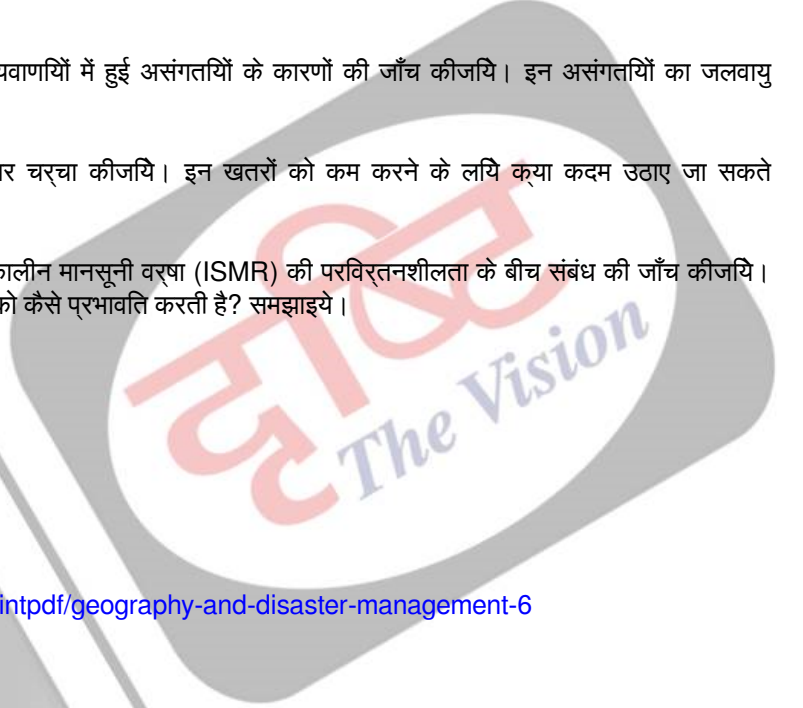 यवाणियों में हुई असंगतियों के कारणों की जाँच कीजिये। इन असंगतियों का जलवायु
र चर्चा कीजिये। इन खतरों को कम करने के लिये क्या कदम उठाए जा सकते
कालीन मानसूनी वर्षा (ISMR) की परिवर्तनशीलता के बीच संबंध की जाँच कीजिये।
को कैसे प्रभावित करती है? समझाइये।
दृष्टि
The Vision
intpdf/geography-and-disaster-management-6